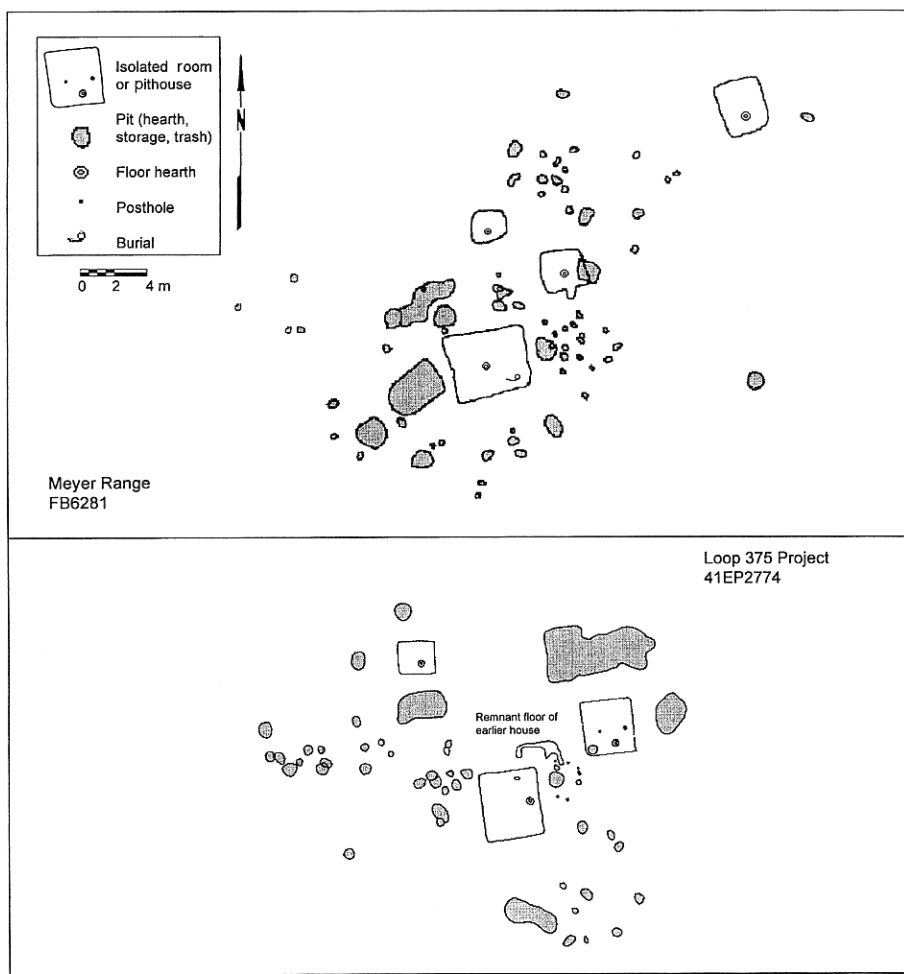 Isolated room
or pithouse
Pit (hearth,
storage, trash)
Floor hearth
Posthole
Burial
N
0 2 4 m
Meyer Range
FB6281
Loop 375 Project
41EP2774
Remnant floor of
earlier house